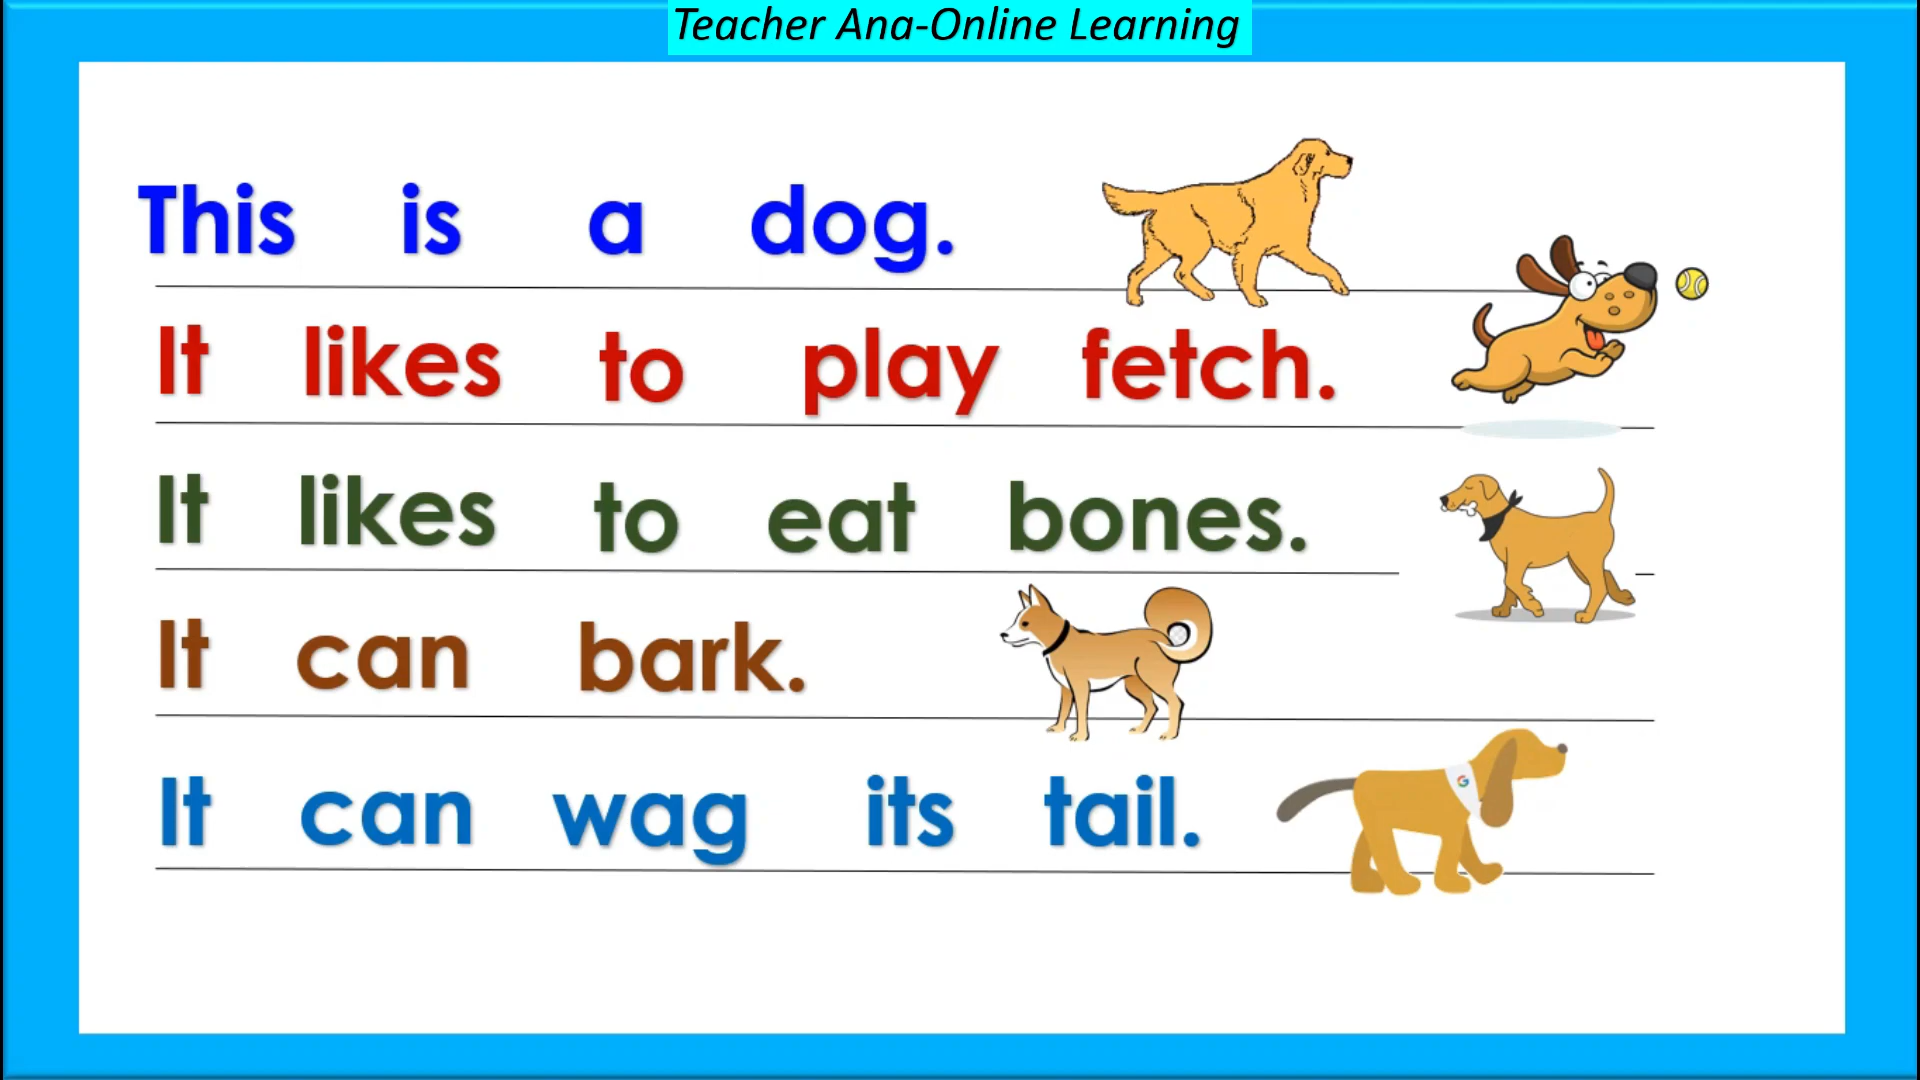 Teacher Ana-Online Learning
This is a dog.
It likes to play fetch.
It likes to eat bones.
It can bark.
It can wag its tail.
G